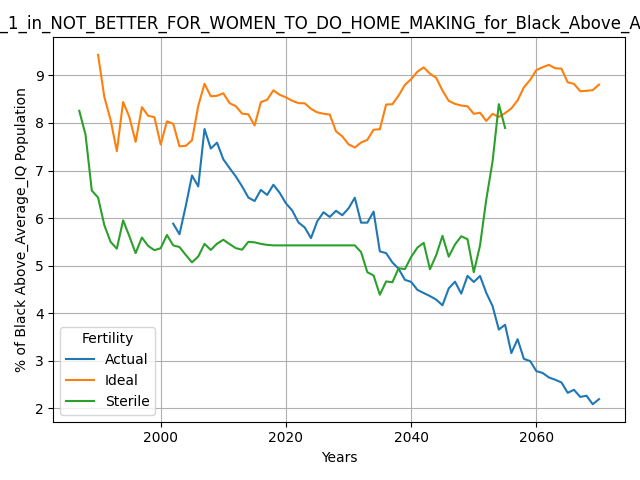 _1_in_NOT_BETTER_FOR_WOMEN_TO_DO_HOME_MAKING_for_Black_Above_A
% of Black Above_Average_IQ Population
9
8
7
6
5
4
3
2
Fertility
Actual
Ideal
Sterile
2000 2020 2040 2060
Years